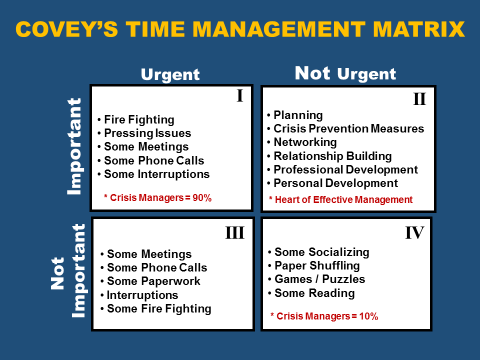 COVEY'S TIME MANAGEMENT MATRIX
Urgent
Not Urgent
Important
I
• Fire Fighting
• Pressing Issues
• Some Meetings
• Some Phone Calls
• Some Interruptions
* Crisis Managers = 90%
II
• Planning
• Crisis Prevention Measures
• Networking
• Relationship Building
• Professional Development
• Personal Development
* Heart of Effective Management
Not
Important
III
• Some Meetings
• Some Phone Calls
• Some Paperwork
• Interruptions
• Some Fire Fighting
IV
• Some Socializing
• Paper Shuffling
• Games / Puzzles
• Some Reading
* Crisis Managers = 10%